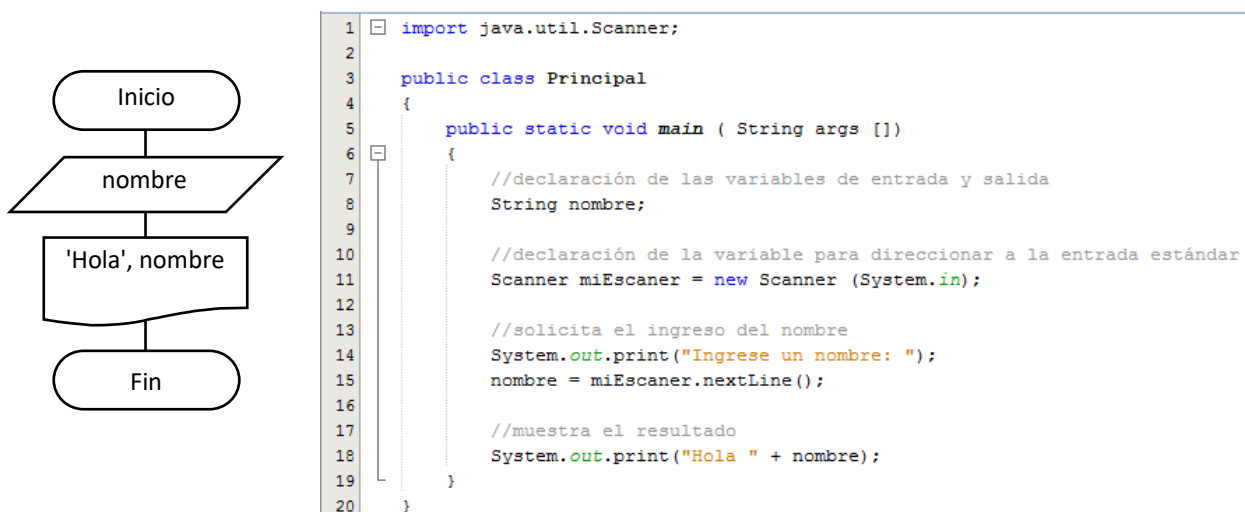 Inicio
nombre
'Hola', nombre
Fin
1 import java.util.Scanner;
2
3 public class Principal
4 {
5 public static void main ( String args [])
6 {
7 //declaración de las variables de entrada y salida
8 String nombre;
9
10 //declaración de la variable para direccionar a la entrada estándar
11 Scanner miEscaner = new Scanner (System.in);
12
13 //solicita el ingreso del nombre
14 System.out.print("Ingrese un nombre: ");
15 nombre = miEscaner.nextLine();
16
17 //muestra el resultado
18 System.out.print("Hola " + nombre);
19 }
20 }